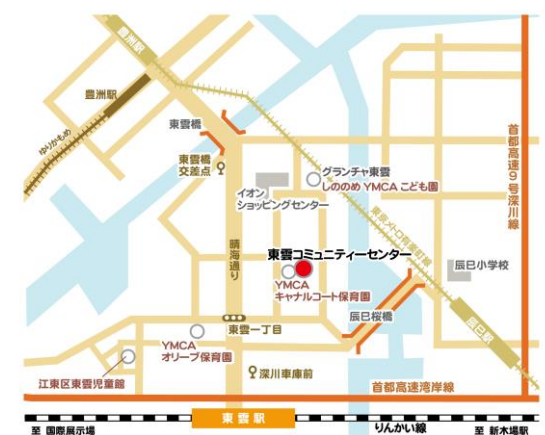 豊洲駅
豊洲駅
ゆりかもめ
東雲橋
東雲橋
交差点
グランチャ東雲
しののめ YMCA こども園
イオン
ショッピングセンター
首都高速9号深川線
東京メトロ有楽町線
晴海通り
東雲コミュニティーセンター
YMCA
キャナルコート保育園
辰巳小学校
辰巳桜橋
辰巳駅
東雲一丁目
YMCA
オリーブ保育園
江東区東雲児童館
深川車庫前
首都高速湾岸線
東雲駅
りんかい線
至 国際展示場
至 新木場駅